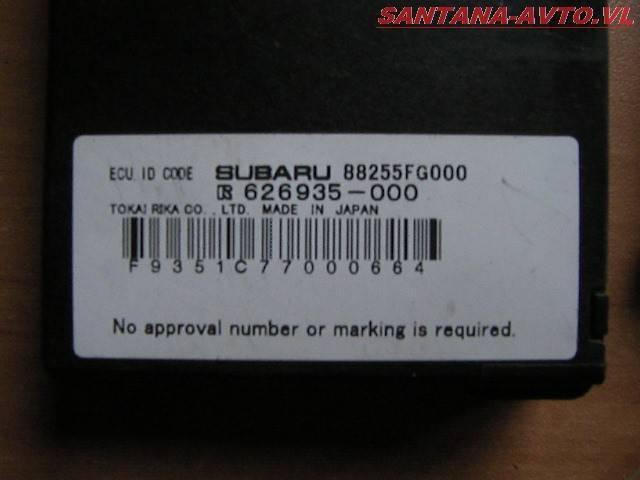 SANTANA-AVTO.VL
ECU. ID CODE SUBARU 88255FG000
R 626935-000
TOKAI RIKA CO., LTD. MADE IN JAPAN
F9351C77000664
No approval number or marking is required.